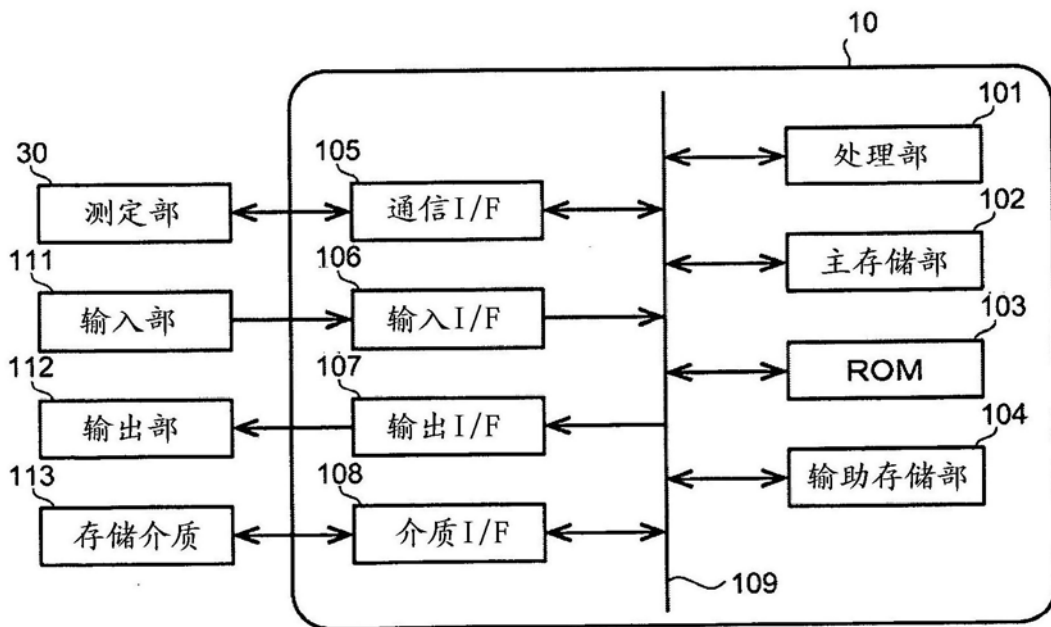 10
101
处理部
30
测定部
105
通信I/F
102
主存储部
111
输入部
106
输入I/F
103
ROM
112
输出部
107
输出I/F
104
输助存储部
113
存储介质
108
介质I/F
109